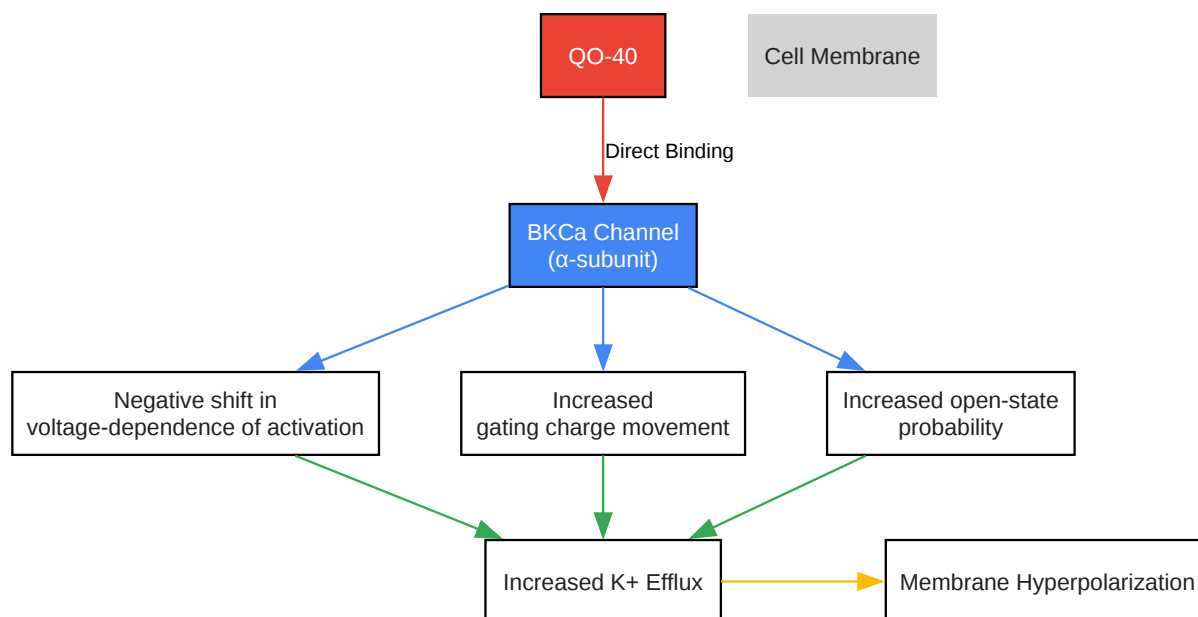 QO-40
Cell Membrane
Direct Binding
BKCa Channel
(α-subunit)
Negative shift in
voltage-dependence of activation
Increased
gating charge movement
Increased open-state
probability
Increased K+ Efflux
Membrane Hyperpolarization